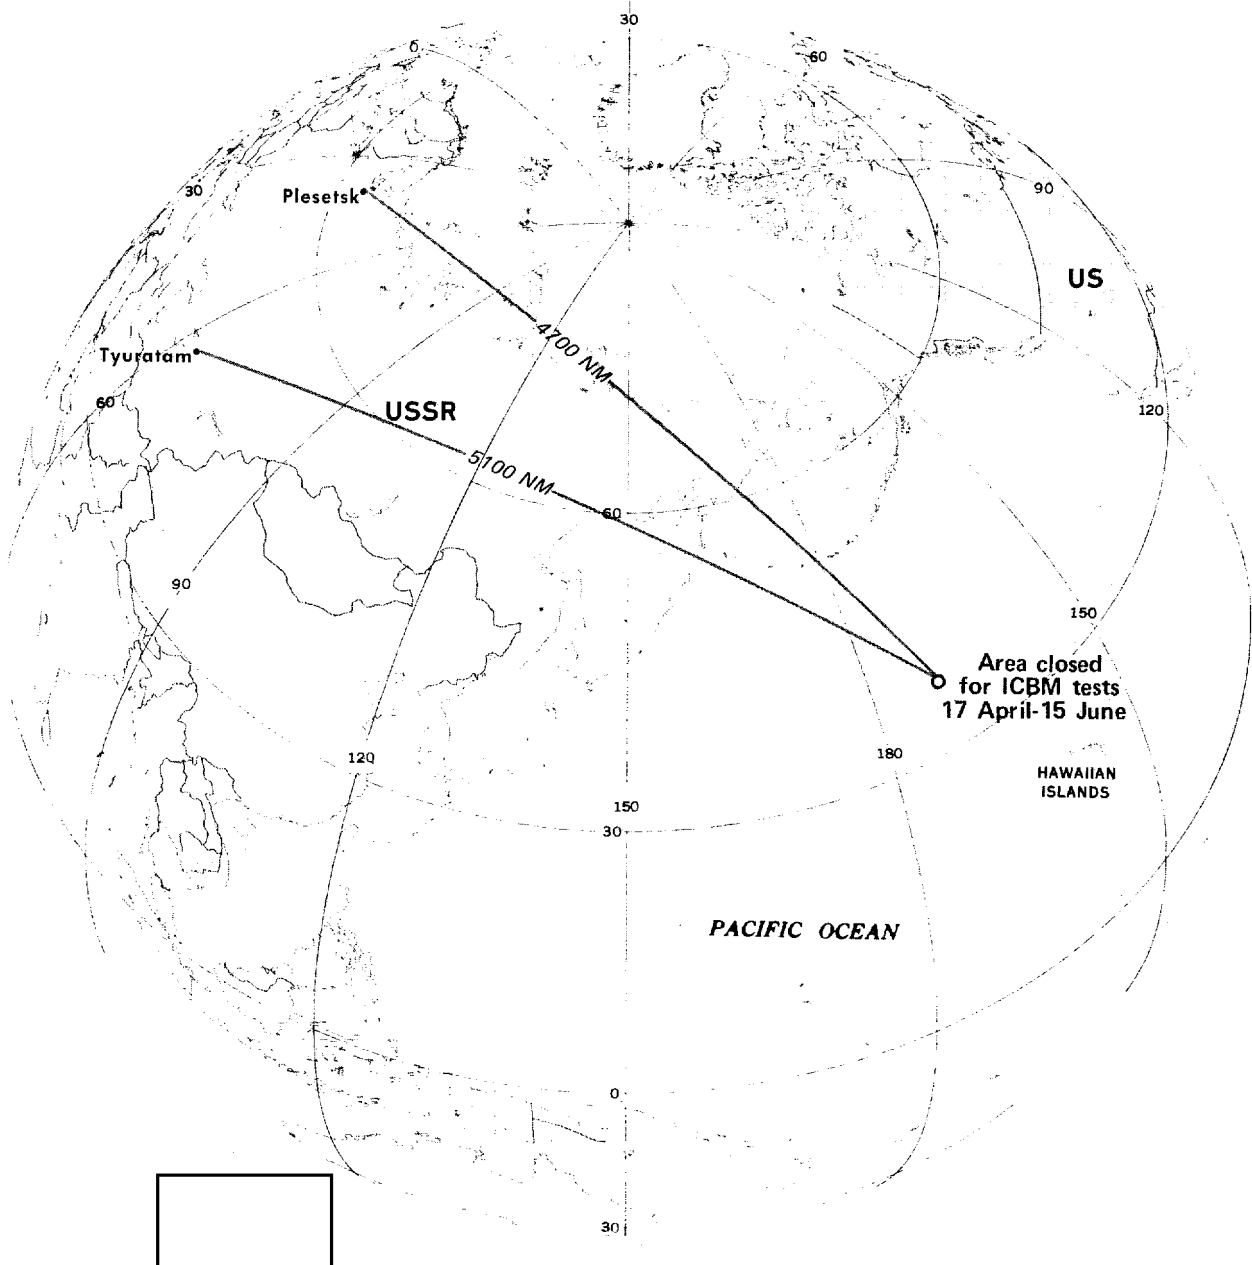 30
0
60
30
Plesetsk
90
US
4700 NM
Tyuratam
60
USSR
120
5100 NM
60
90
150
Area closed
for ICBM tests
17 April-15 June
120
180
HAWAIIAN
ISLANDS
150
30
PACIFIC OCEAN
0
30